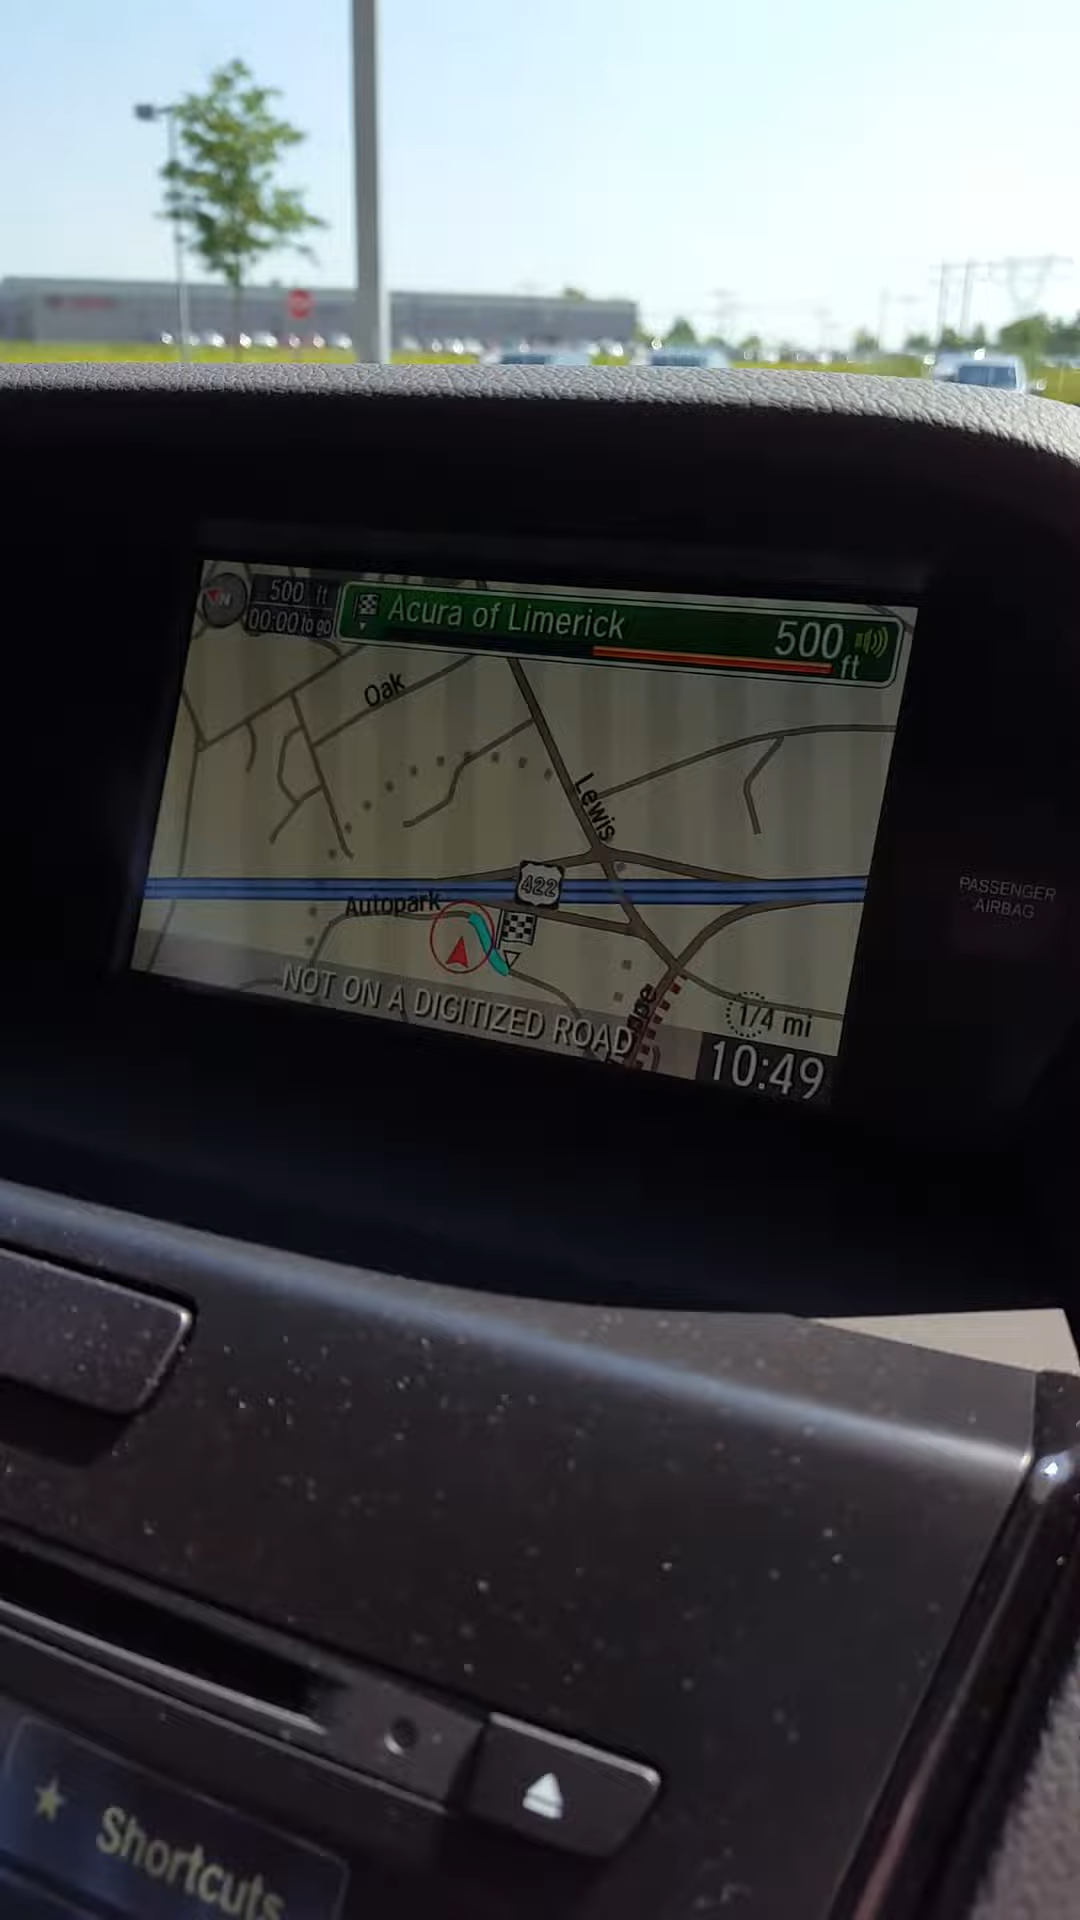 500 ft
00:00 to go
N
Acura of Limerick
500
ft
Oak
Lewis
422
Autopark
NOT ON A DIGITIZED ROAD
1/4 mi
10:49
PASSENGER
AIRBAG
Shortcuts